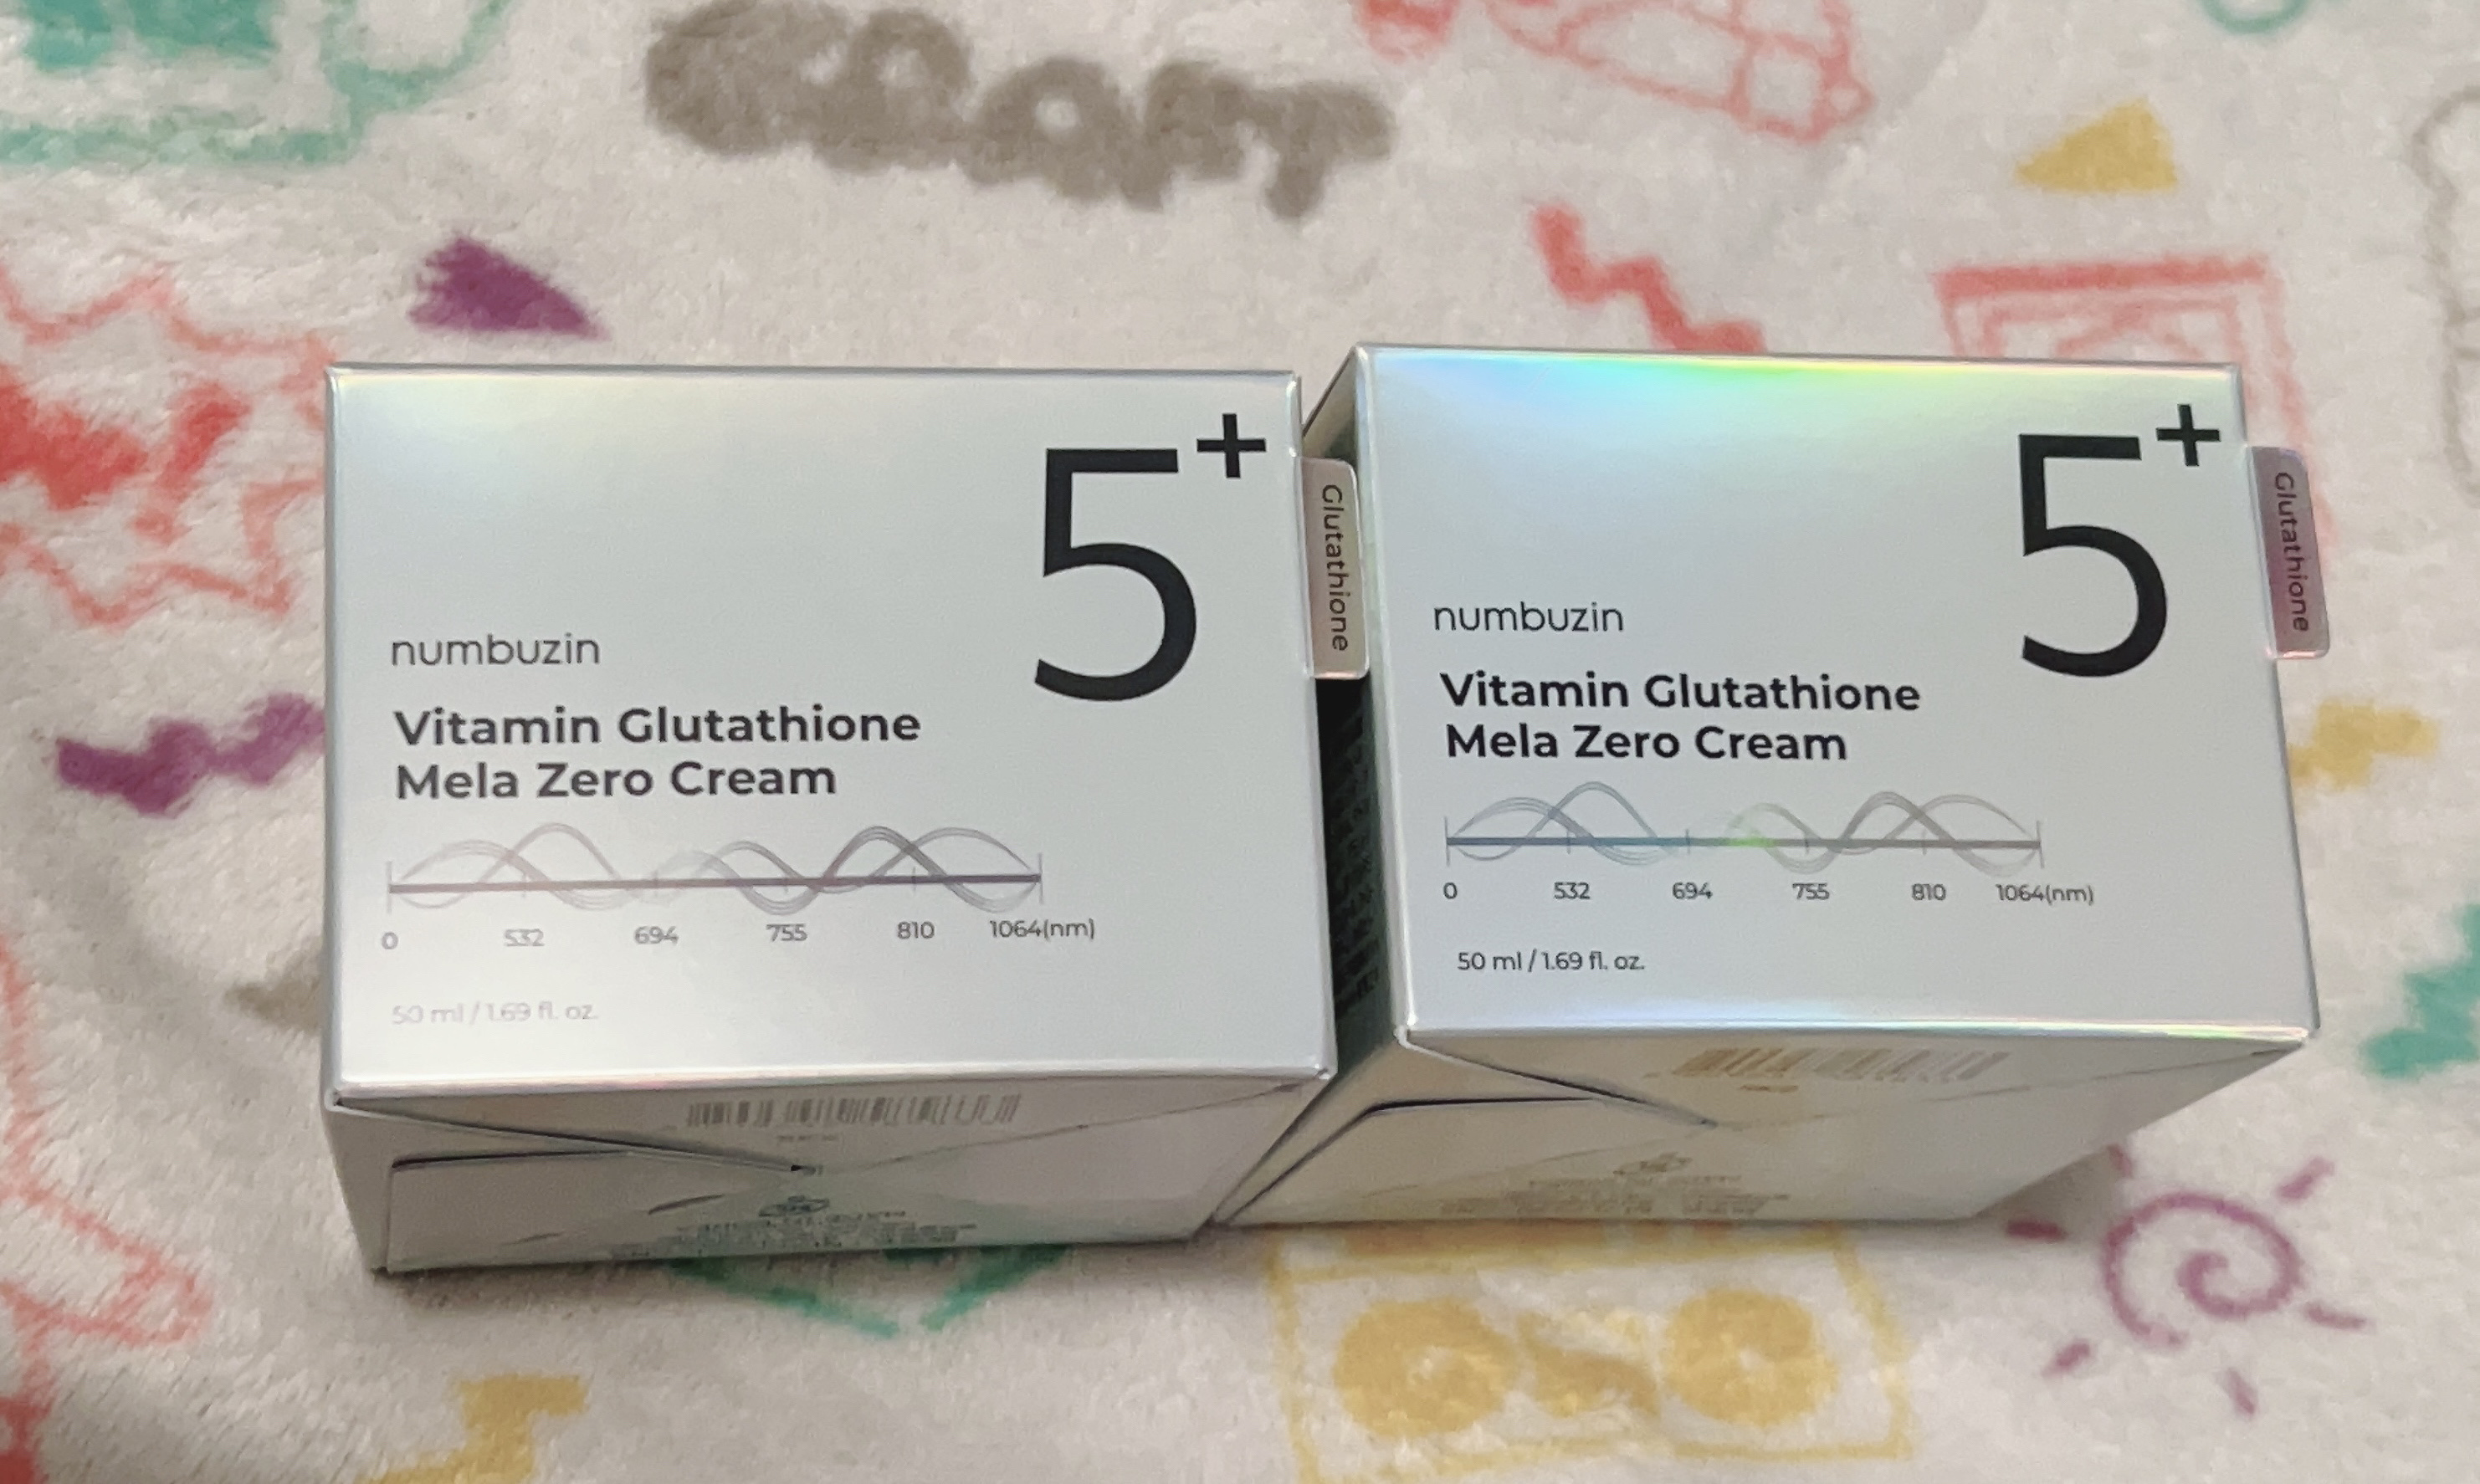 5+
Glutathione
numbuzin
Vitamin Glutathione
Mela Zero Cream
0 532 694 755 810 1064(nm)
50 ml / 1.69 fl. oz.
5+
Glutathione
numbuzin
Vitamin Glutathione
Mela Zero Cream
0 532 694 755 810 1064(nm)
50 ml / 1.69 fl. oz.